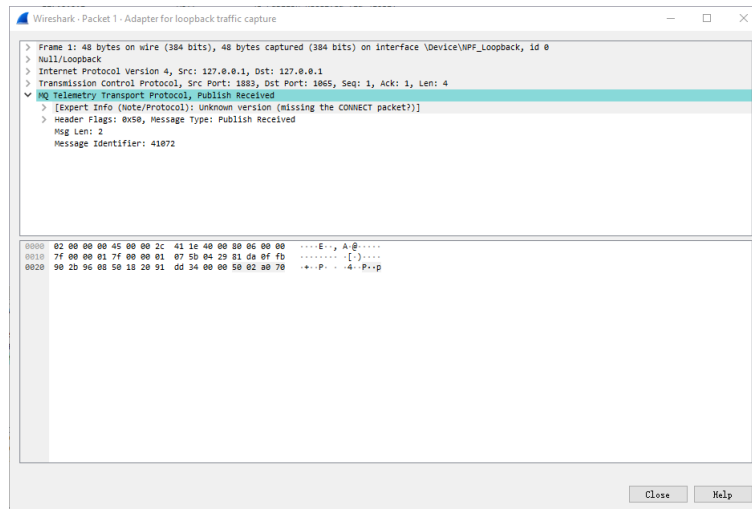 Wireshark · Packet 1 · Adapter for loopback traffic capture
Frame 1: 48 bytes on wire (384 bits), 48 bytes captured (384 bits) on interface \Device\NPF_Loopback, id 0
Null/Loopback
Internet Protocol Version 4, Src: 127.0.0.1, Dst: 127.0.0.1
Transmission Control Protocol, Src Port: 1883, Dst Port: 1065, Seq: 1, Ack: 1, Len: 4
MQ Telemetry Transport Protocol, Publish Received
[Expert Info (Note/Protocol): Unknown version (missing the CONNECT packet?)]
Header Flags: 0x50, Message Type: Publish Received
Msg Len: 2
Message Identifier: 41072
0000 02 00 00 00 45 00 00 2c 41 1e 40 00 80 06 00 00 ····E··, A·@·····
0010 7f 00 00 01 7f 00 00 01 07 5b 04 29 81 da 0f fb ········ ·[·)····
0020 90 2b 96 08 50 18 20 91 dd 34 00 00 50 02 a0 70 ·+··P· · ·4··P··p
Close Help